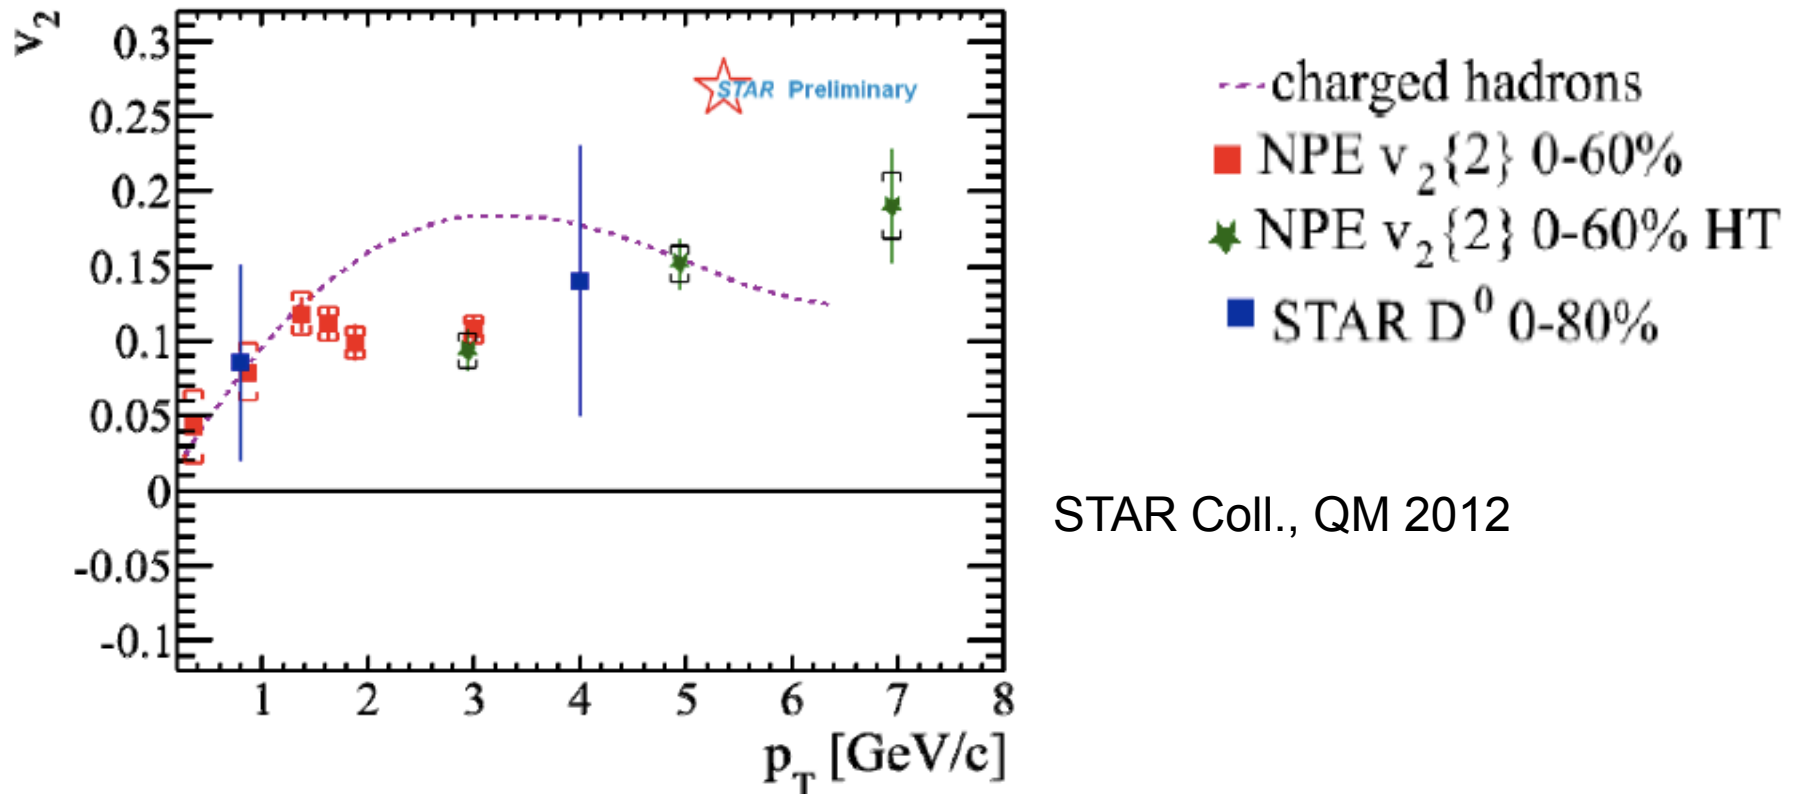 v2
0.3
0.25
0.2
0.15
0.1
0.05
0
-0.05
-0.1
STAR Preliminary
1 2 3 4 5 6 7 8
pT [GeV/c]
charged hadrons
NPE v2{2} 0-60%
NPE v2{2} 0-60% HT
STAR D0 0-80%
STAR Coll., QM 2012